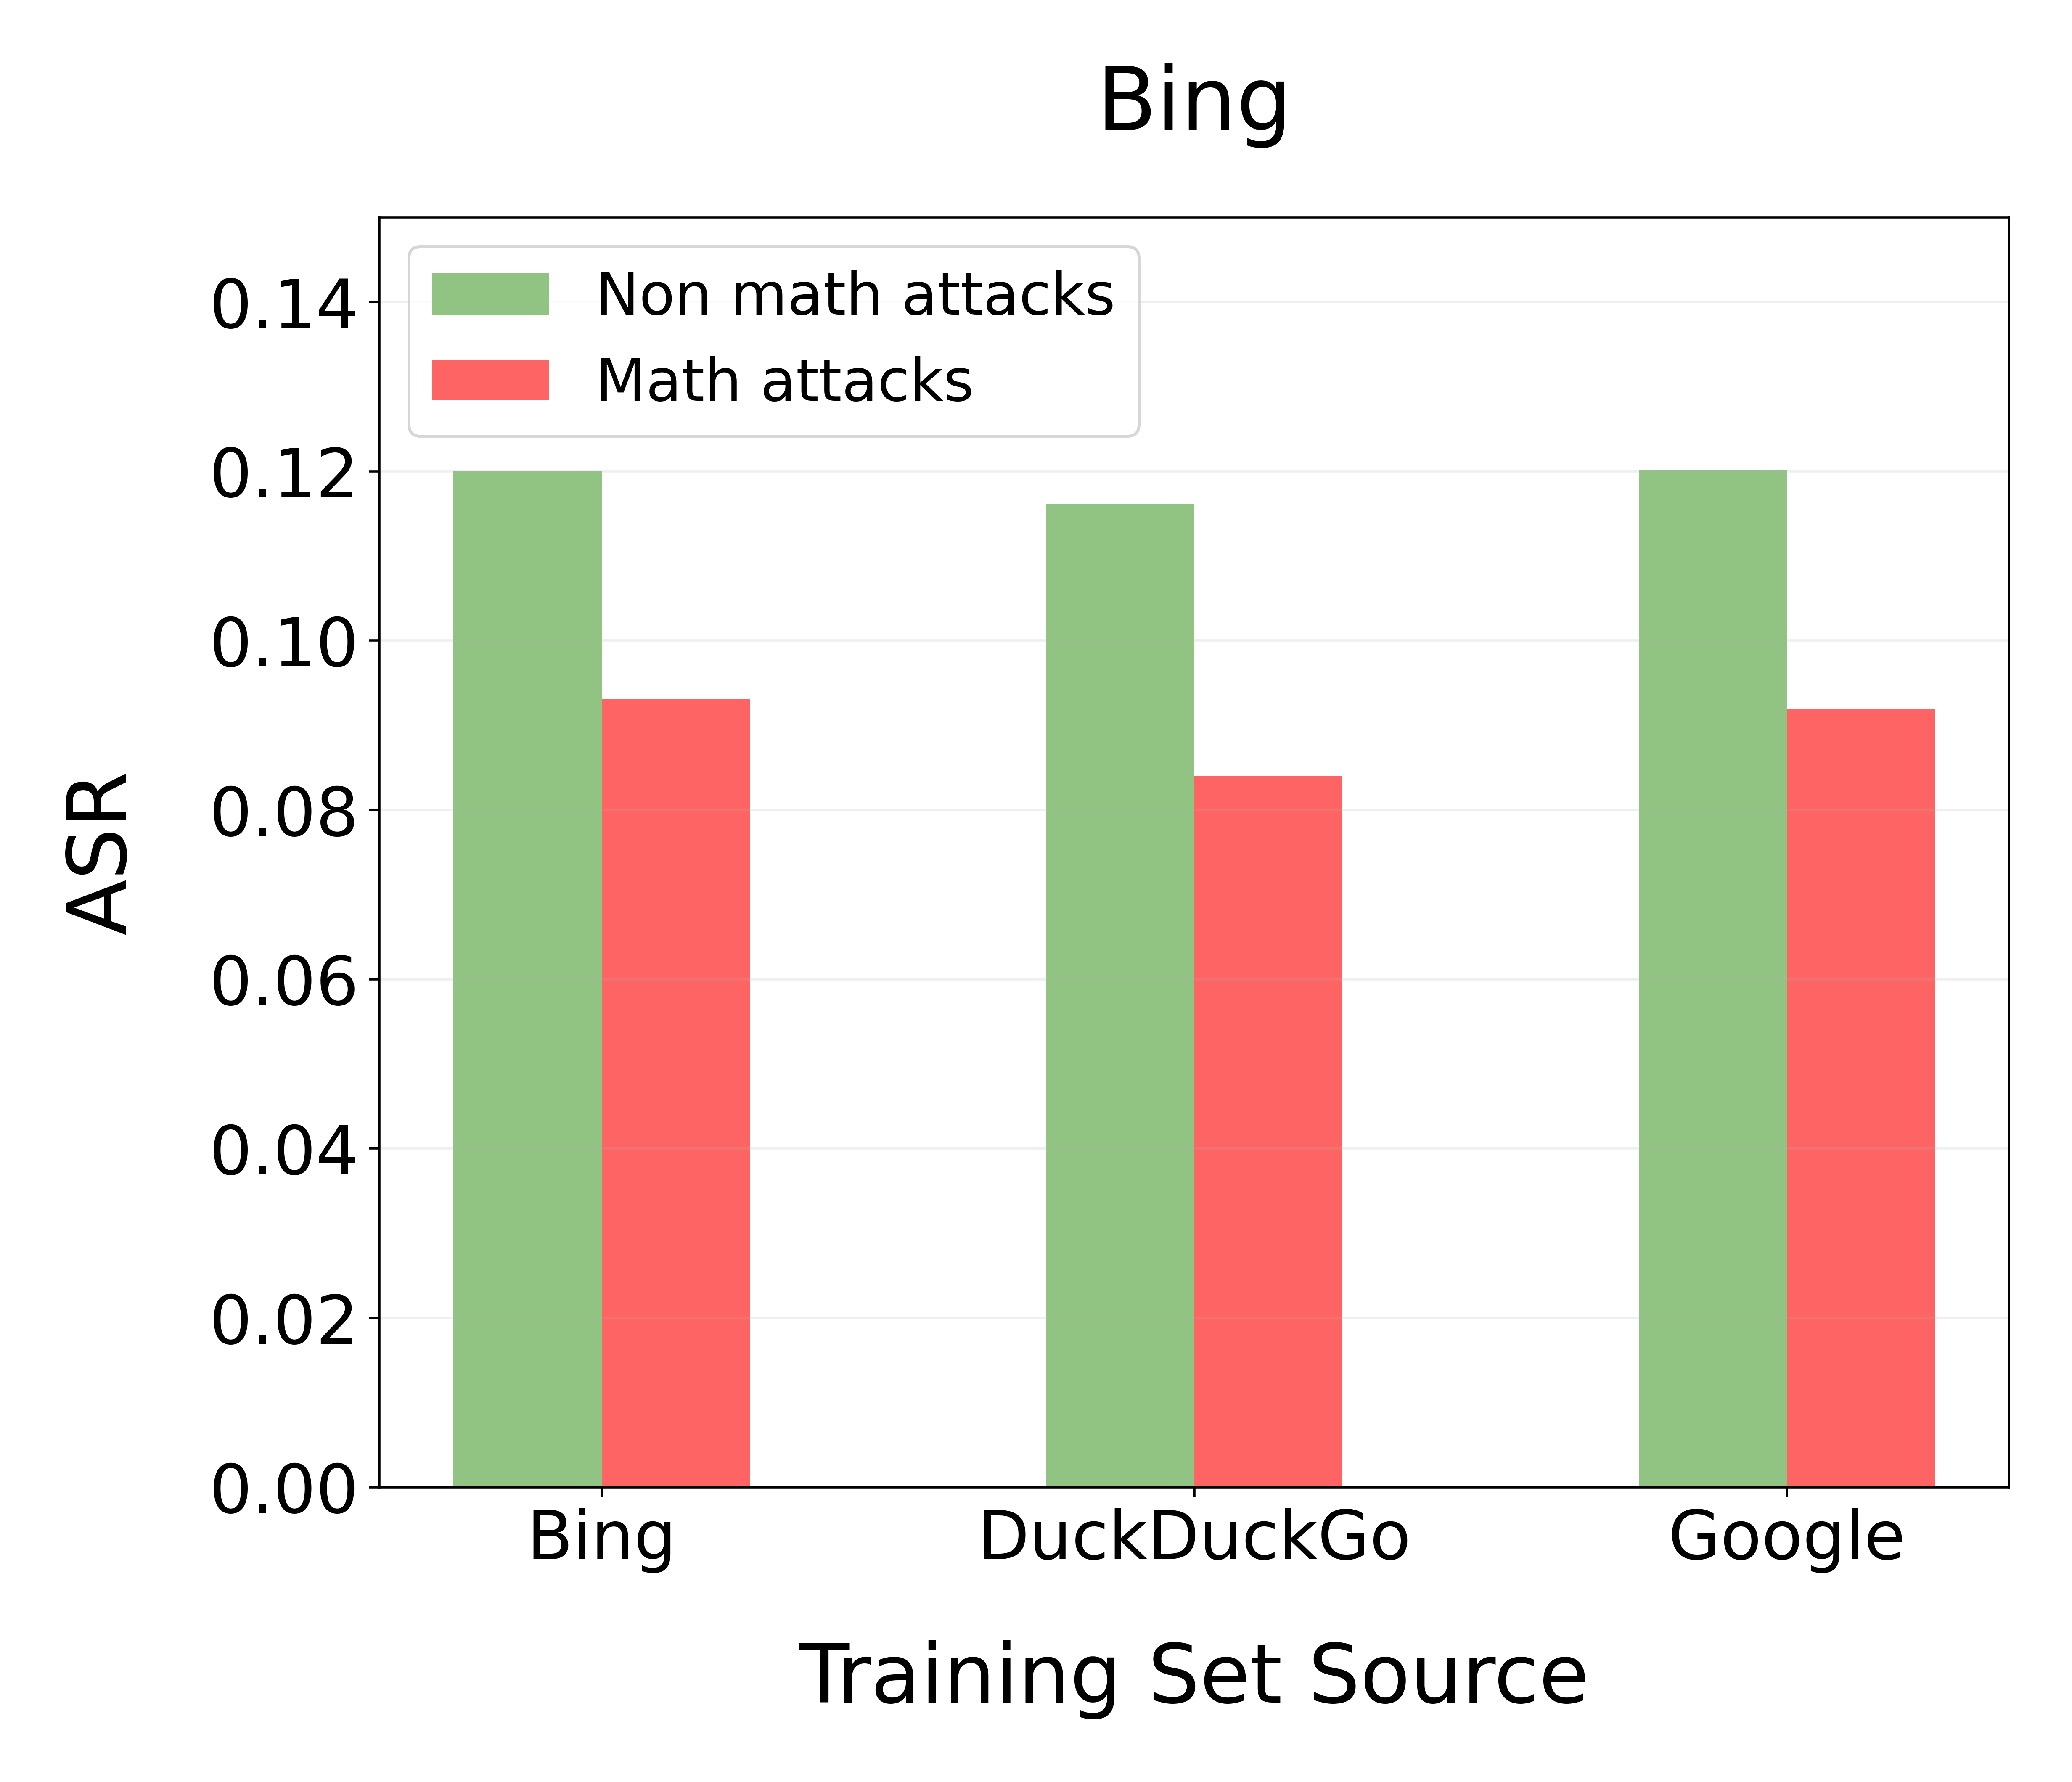 Bing
Non math attacks
Math attacks
0.14
0.12
0.10
0.08
0.06
0.04
0.02
0.00
ASR
Bing
DuckDuckGo
Google
Training Set Source